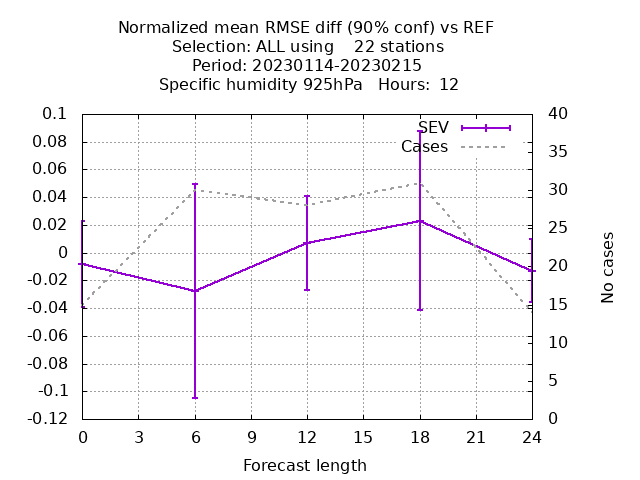 Normalized mean RMSE diff (90% conf) vs REF
Selection: ALL using    22 stations
Period: 20230114-20230215
Specific humidity 925hPa   Hours:  12
0.1
0.08
0.06
0.04
0.02
0
-0.02
-0.04
-0.06
-0.08
-0.1
-0.12
SEV
Cases
40
35
30
25
20
15
10
5
0
No cases
0 3 6 9 12 15 18 21 24
Forecast length